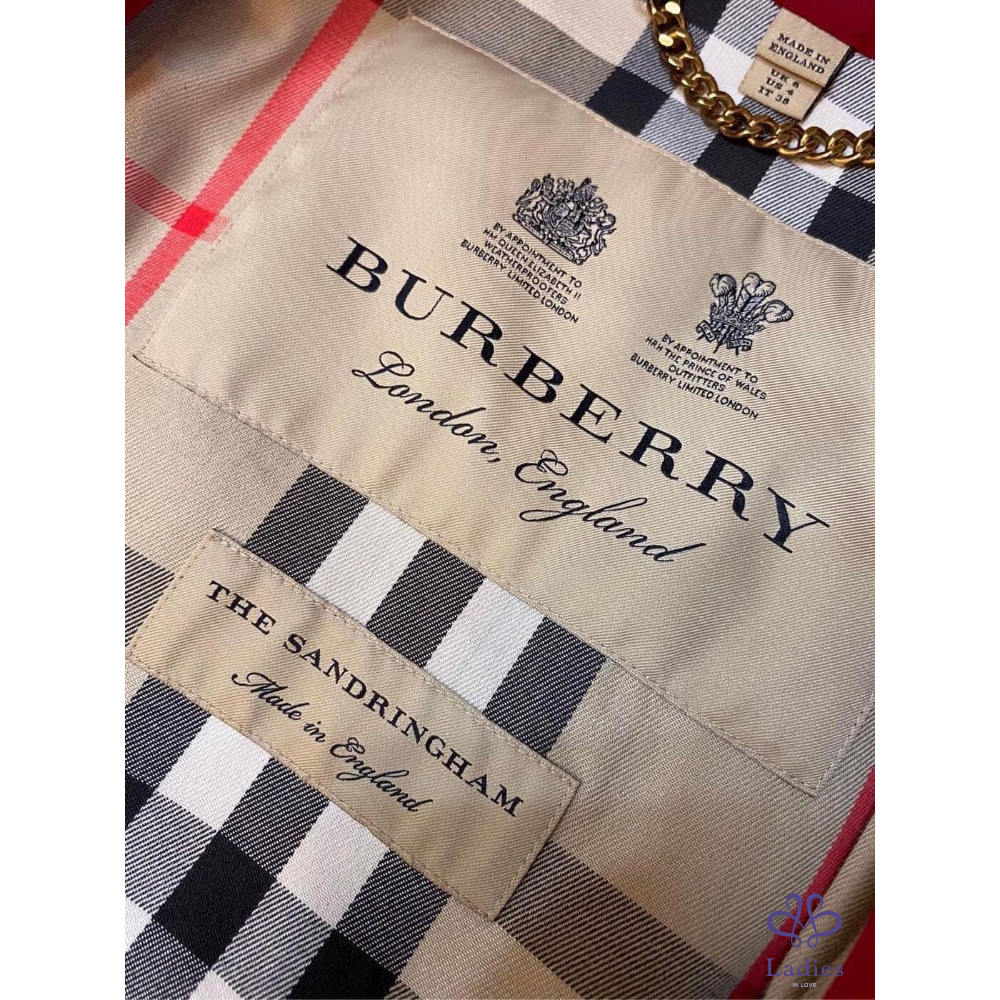 MADE IN
ENGLAND
UK 6
US 4
IT 38
BY APPOINTMENT TO
HM QUEEN ELIZABETH II
WEATHERPROOFERS
BURBERRY LIMITED LONDON
BY APPOINTMENT TO
HRH THE PRINCE OF WALES
OUTFITTERS
BURBERRY LIMITED LONDON
BURBERRY
London, England
THE SANDRINGHAM
Made in England
Ladies
IN LOVE